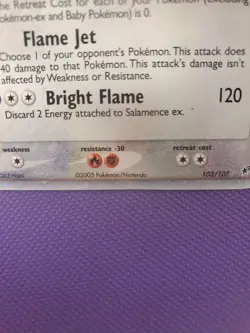 the Retreat Cost for each of your Pokémon (excluding
Pokémon-ex and Baby Pokémon) is 0.
Flame Jet
Choose 1 of your opponent's Pokémon. This attack does
40 damage to that Pokémon. This attack's damage isn't
affected by Weakness or Resistance.
Bright Flame 120
Discard 2 Energy attached to Salamence ex.
weakness resistance -30 retreat cost
©2005 Pokémon/Nintendo 103/107